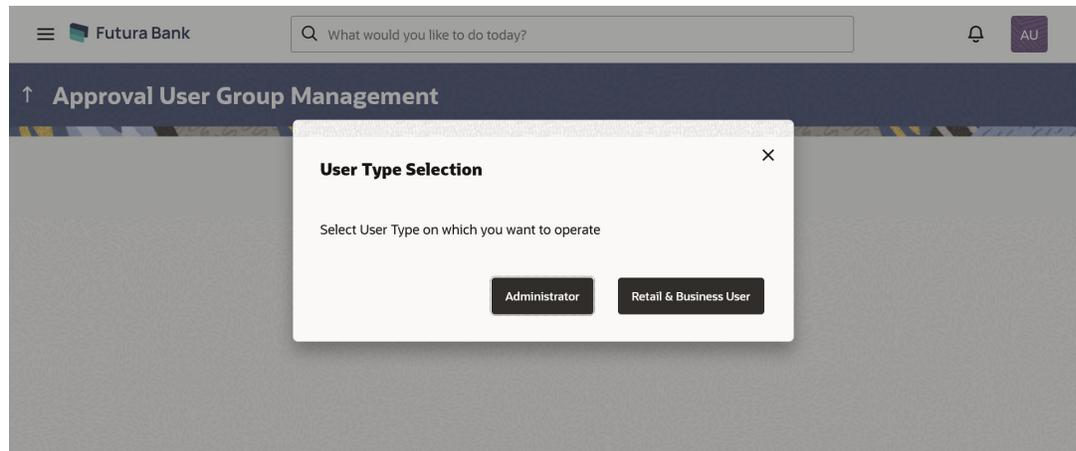 Futura Bank
What would you like to do today?
AU
Approval User Group Management
User Type Selection
Select User Type on which you want to operate
Administrator
Retail & Business User